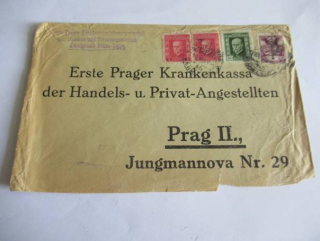 Erste Prager Krankenkassa
der Handels- u. Privat-Angestellten
Prag II.,
Jungmannova Nr. 29